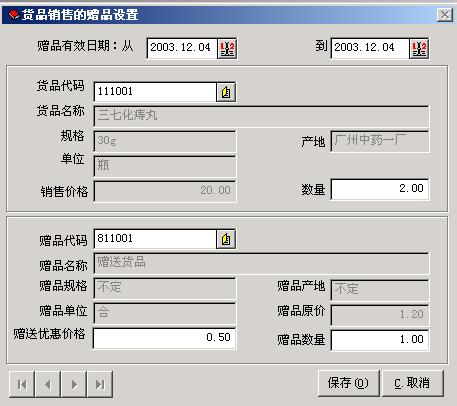 货品销售的赠品设置
赠品有效日期：从 2003.12.04 到 2003.12.04
货品代码 111001
货品名称 三七化痔丸
规格 30g 产地 广州中药一厂
单位 瓶
销售价格 20.00 数量 2.00
赠品代码 811001
赠品名称 赠送货品
赠品规格 不定 赠品产地 不定
赠品单位 合 赠品原价 1.20
赠送优惠价格 0.50 赠品数量 1.00
保存(O) C.取消